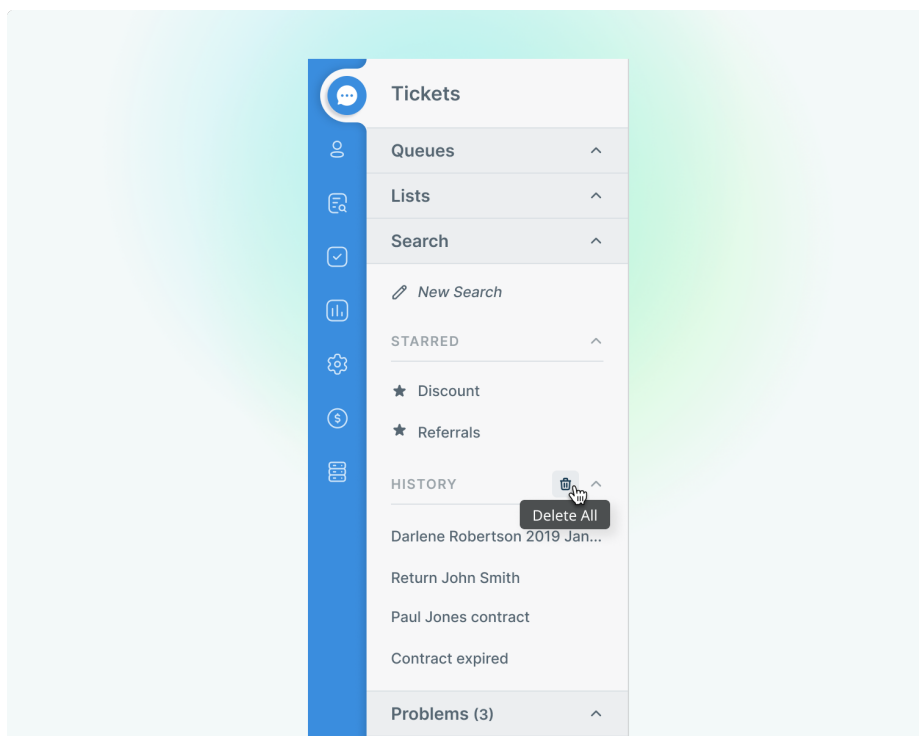 Tickets
Queues
Lists
Search
New Search
STARRED
Discount
Referrals
HISTORY
Delete All
Darlene Robertson 2019 Jan...
Return John Smith
Paul Jones contract
Contract expired
Problems (3)